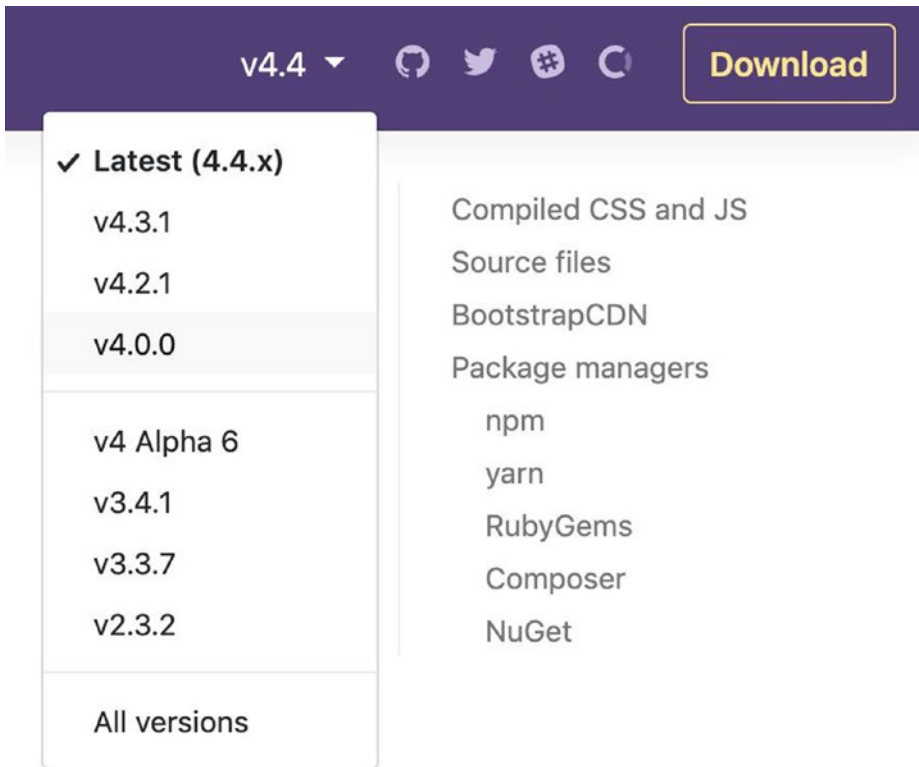 v4.4
Download
Latest (4.4.x)
v4.3.1
v4.2.1
v4.0.0
v4 Alpha 6
v3.4.1
v3.3.7
v2.3.2
All versions
Compiled CSS and JS
Source files
BootstrapCDN
Package managers
npm
yarn
RubyGems
Composer
NuGet